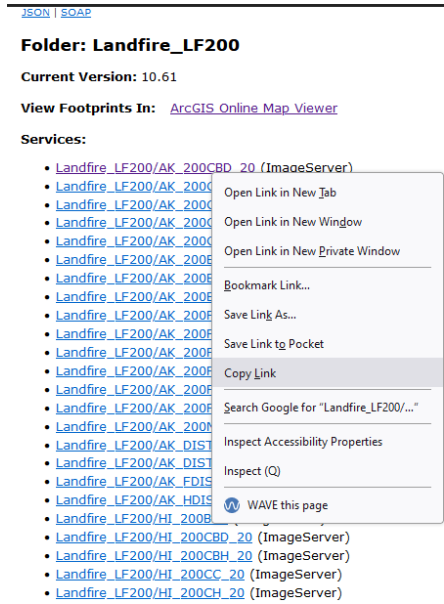 JSON | SOAP
Folder: Landfire_LF200
Current Version: 10.61
View Footprints In: ArcGIS Online Map Viewer
Services:
• Landfire_LF200/AK_200CBD_20 (ImageServer)
• Landfire_LF200/AK_200C
• Landfire_LF200/AK_200C
• Landfire_LF200/AK_200C
• Landfire_LF200/AK_200C
• Landfire_LF200/AK_200E
• Landfire_LF200/AK_200E
• Landfire_LF200/AK_200E
• Landfire_LF200/AK_200F
• Landfire_LF200/AK_200F
• Landfire_LF200/AK_200F
• Landfire_LF200/AK_200F
• Landfire_LF200/AK_200F
• Landfire_LF200/AK_200
• Landfire_LF200/AK_DIST
• Landfire_LF200/AK_DIST
• Landfire_LF200/AK_FDIS
• Landfire_LF200/AK_HDIS
• Landfire_LF200/HI_200B
• Landfire_LF200/HI_200CBD_20 (ImageServer)
• Landfire_LF200/HI_200CBH_20 (ImageServer)
• Landfire_LF200/HI_200CC_20 (ImageServer)
• Landfire_LF200/HI_200CH_20 (ImageServer)
Open Link in New Tab
Open Link in New Window
Open Link in New Private Window
Bookmark Link...
Save Link As...
Save Link to Pocket
Copy Link
Search Google for “Landfire_LF200/...”
Inspect Accessibility Properties
Inspect (Q)
WAVE this page